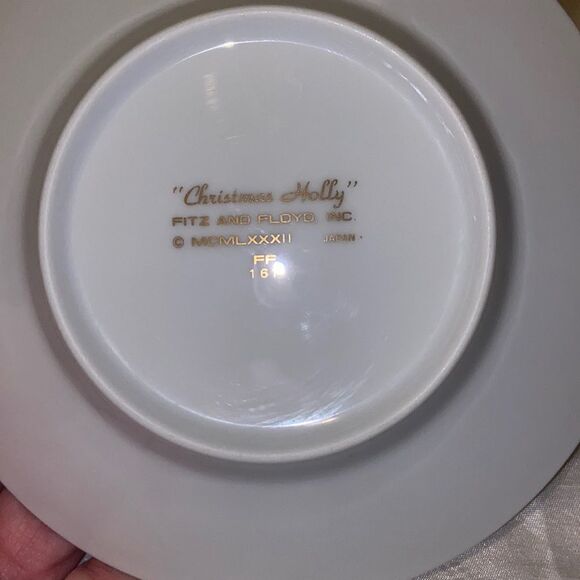 "Christmas Holly"
FITZ AND FLOYD, INC.
© MCMLXXXII JAPAN
FF